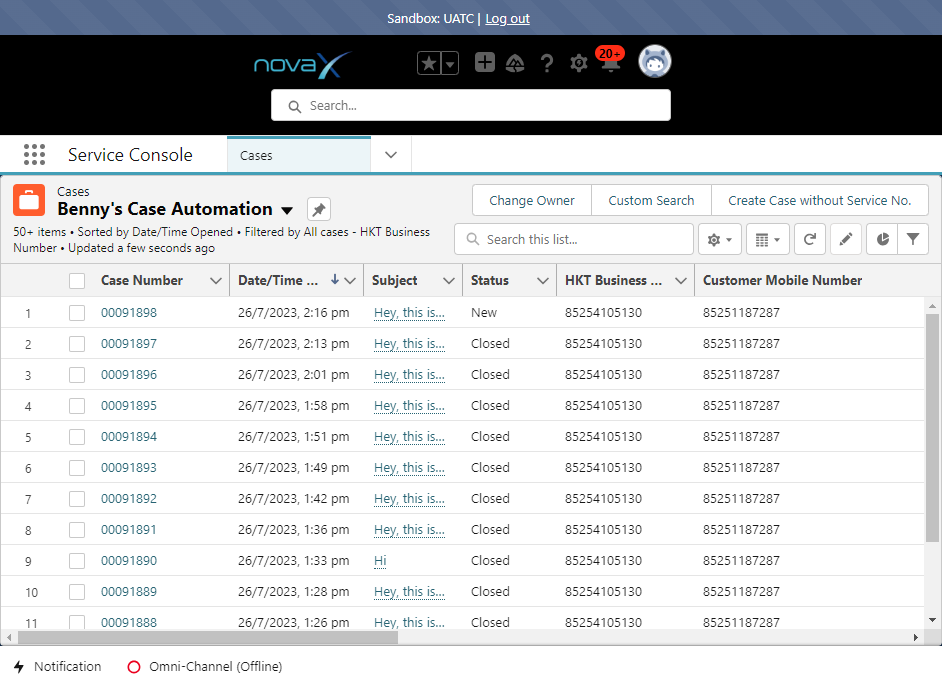 Sandbox: UATC | Log out
novax
20+
Search...
Service Console
Cases
Cases
Benny's Case Automation
Change Owner
Custom Search
Create Case without Service No.
50+ items • Sorted by Date/Time Opened • Filtered by All cases - HKT Business
Number • Updated a few seconds ago
Search this list...
Case Number Date/Time ... Subject Status HKT Business ... Customer Mobile Number
1 00091898 26/7/2023, 2:16 pm Hey, this is... New 85254105130 85251187287
2 00091897 26/7/2023, 2:13 pm Hey, this is... Closed 85254105130 85251187287
3 00091896 26/7/2023, 2:01 pm Hey, this is... Closed 85254105130 85251187287
4 00091895 26/7/2023, 1:58 pm Hey, this is... Closed 85254105130 85251187287
5 00091894 26/7/2023, 1:51 pm Hey, this is... Closed 85254105130 85251187287
6 00091893 26/7/2023, 1:49 pm Hey, this is... Closed 85254105130 85251187287
7 00091892 26/7/2023, 1:42 pm Hey, this is... Closed 85254105130 85251187287
8 00091891 26/7/2023, 1:36 pm Hey, this is... Closed 85254105130 85251187287
9 00091890 26/7/2023, 1:33 pm Hi Closed 85254105130 85251187287
10 00091889 26/7/2023, 1:28 pm Hey, this is... Closed 85254105130 85251187287
11 00091888 26/7/2023, 1:26 pm Hey, this is... Closed 85254105130 85251187287
Notification
Omni-Channel (Offline)